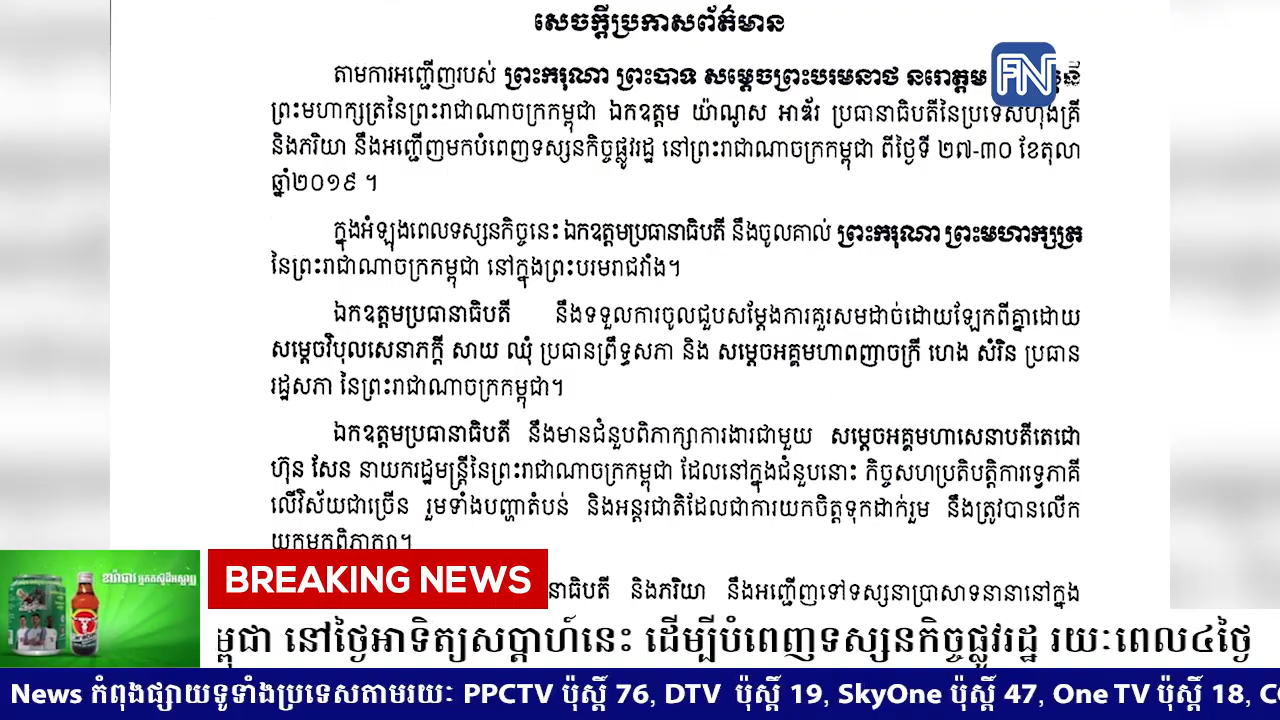 សេចក្តីប្រកាសព័ត៌មាន
តាមការអញ្ជើញរបស់ ព្រះករុណា ព្រះបាទ សម្តេចព្រះបរមនាថ នរោត្តម
FN
ព្រះមហាក្សត្រនៃព្រះរាជាណាចក្រកម្ពុជា ឯកឧត្តម យ៉ាណូស អាឌ័រ ប្រធានាធិបតីនៃប្រទេសហុងគ្រី
និងភរិយា នឹងអញ្ជើញមកបំពេញទស្សនកិច្ចផ្លូវរដ្ឋ នៅព្រះរាជាណាចក្រកម្ពុជា ពីថ្ងៃទី ២៧-៣០ ខែតុលា
ឆ្នាំ២០១៩ ។
ក្នុងអំឡុងពេលទស្សនកិច្ចនេះ ឯកឧត្តមប្រធានាធិបតី នឹងចូលគាល់ ព្រះករុណា ព្រះមហាក្សត្រ
នៃព្រះរាជាណាចក្រកម្ពុជា នៅក្នុងព្រះបរមរាជវាំង។
ឯកឧត្តមប្រធានាធិបតី នឹងទទួលការចូលជួបសម្តែងការគួរសមដាច់ដោយឡែកពីគ្នាដោយ
សម្តេចវិបុលសេនាភក្តី សាយ ឈុំ ប្រធានព្រឹទ្ធសភា និង សម្តេចអគ្គមហាពញាចក្រី ហេង សំរិន ប្រធាន
រដ្ឋសភា នៃព្រះរាជាណាចក្រកម្ពុជា។
ឯកឧត្តមប្រធានាធិបតី នឹងមានជំនួបពិភាក្សាការងារជាមួយ សម្តេចអគ្គមហាសេនាបតីតេជោ
ហ៊ុន សែន នាយករដ្ឋមន្ត្រីនៃព្រះរាជាណាចក្រកម្ពុជា ដែលនៅក្នុងជំនួបនោះ កិច្ចសហប្រតិបត្តិការទ្វេភាគី
លើវិស័យជាច្រើន រួមទាំងបញ្ហាតំបន់ និងអន្តរជាតិដែលជាការយកចិត្តទុកដាក់រួម នឹងត្រូវបានលើក
យកមកពិភាក្សា។
នាធិបតី និងភរិយា នឹងអញ្ជើញទៅទស្សនាប្រាសាទនានានៅក្នុង
BREAKING NEWS
ម្ពុជា នៅថ្ងៃអាទិត្យសប្តាហ៍នេះ ដើម្បីបំពេញទស្សនកិច្ចផ្លូវរដ្ឋ រយៈពេល៤ថ្ងៃ
News កំពុងផ្សាយទូទាំងប្រទេសតាមរយៈ PPCTV ប៉ុស្តិ៍ 76, DTV ប៉ុស្តិ៍ 19, SkyOne ប៉ុស្តិ៍ 47, One TV ប៉ុស្តិ៍ 18,